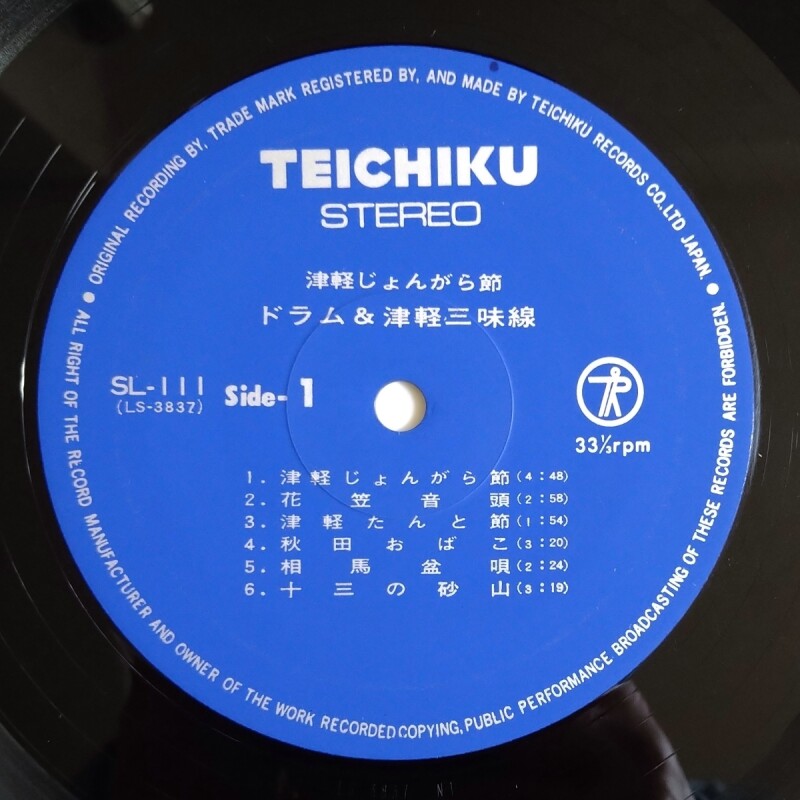 ORIGINAL RECORDING BY, TRADE MARK REGISTERED BY, AND MADE BY TEICHIKU RECORDS CO.,LTD JAPAN.
TEICHIKU
STEREO
津軽じょんがら節
ドラム&津軽三味線
SL-111
(LS-3837)
Side-1
33⅓rpm
1. 津軽じょんがら節 (4:48)
2. 花笠音頭 (2:58)
3. 津軽たんと節 (1:54)
4. 秋田おばこ (3:20)
5. 相馬盆唄 (2:24)
6. 十三の砂山 (3:19)
ALL RIGHT OF THE RECORD MANUFACTURER AND OWNER OF THE WORK RECORDED COPYING, PUBLIC PERFORMANCE BROADCASTING OF THESE RECORDS ARE FORBIDDEN.